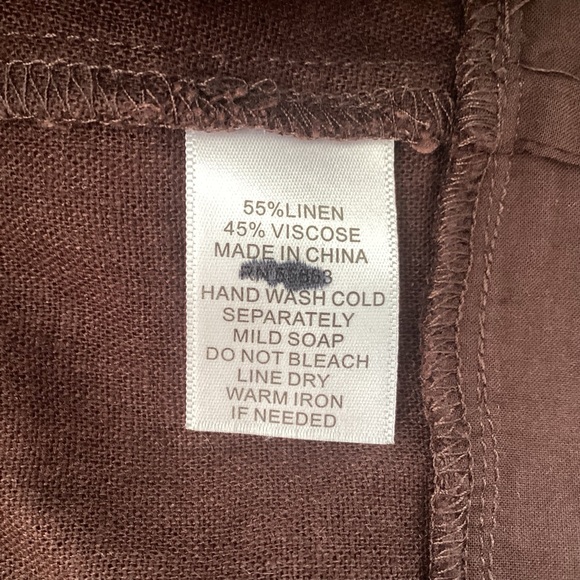 55%LINEN
45% VISCOSE
MADE IN CHINA
RN
HAND WASH COLD
SEPARATELY
MILD SOAP
DO NOT BLEACH
LINE DRY
WARM IRON
IF NEEDED